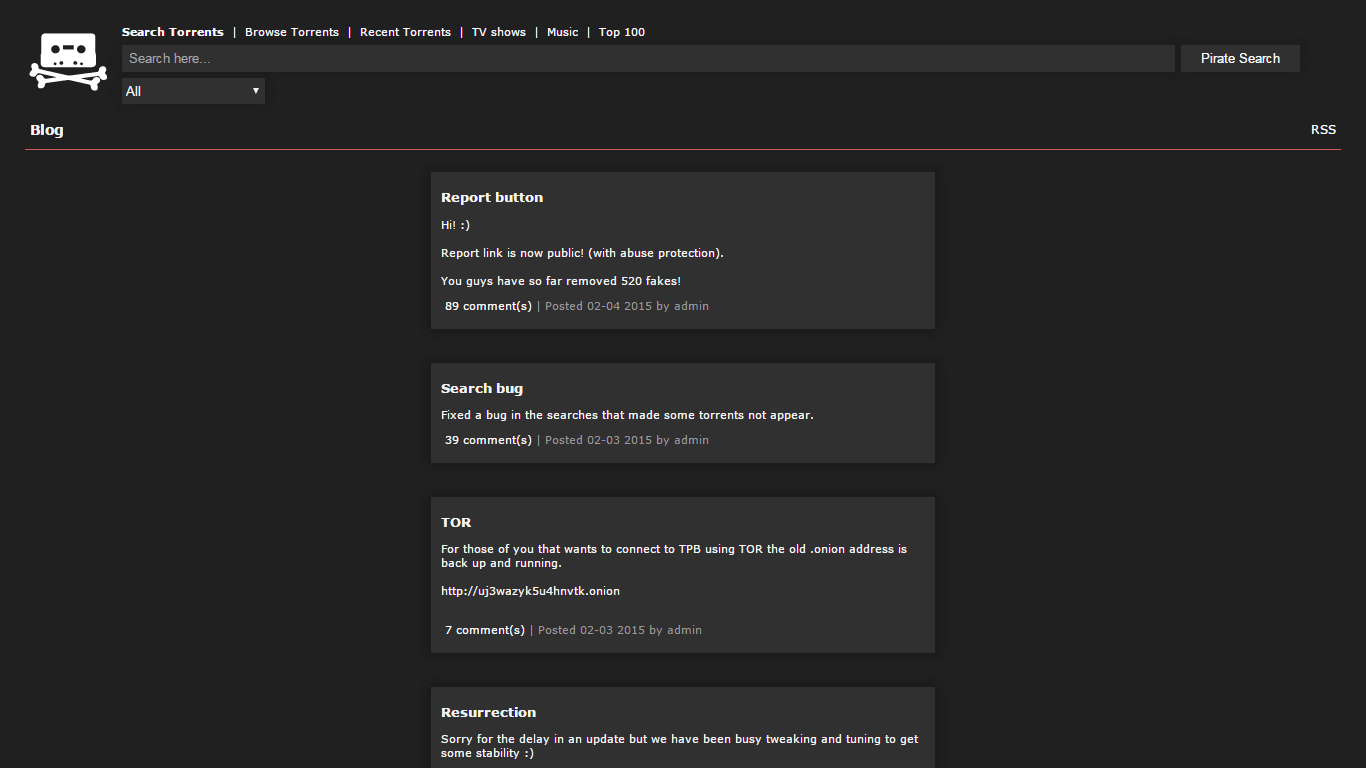 Search Torrents | Browse Torrents | Recent Torrents | TV shows | Music | Top 100
Search here...
Pirate Search
All
Blog
RSS
Report button
Hi! :)
Report link is now public! (with abuse protection).
You guys have so far removed 520 fakes!
89 comment(s) | Posted 02-04 2015 by admin
Search bug
Fixed a bug in the searches that made some torrents not appear.
39 comment(s) | Posted 02-03 2015 by admin
TOR
For those of you that wants to connect to TPB using TOR the old .onion address is
back up and running.
http://uj3wazyk5u4hnvtk.onion
7 comment(s) | Posted 02-03 2015 by admin
Resurrection
Sorry for the delay in an update but we have been busy tweaking and tuning to get
some stability :)